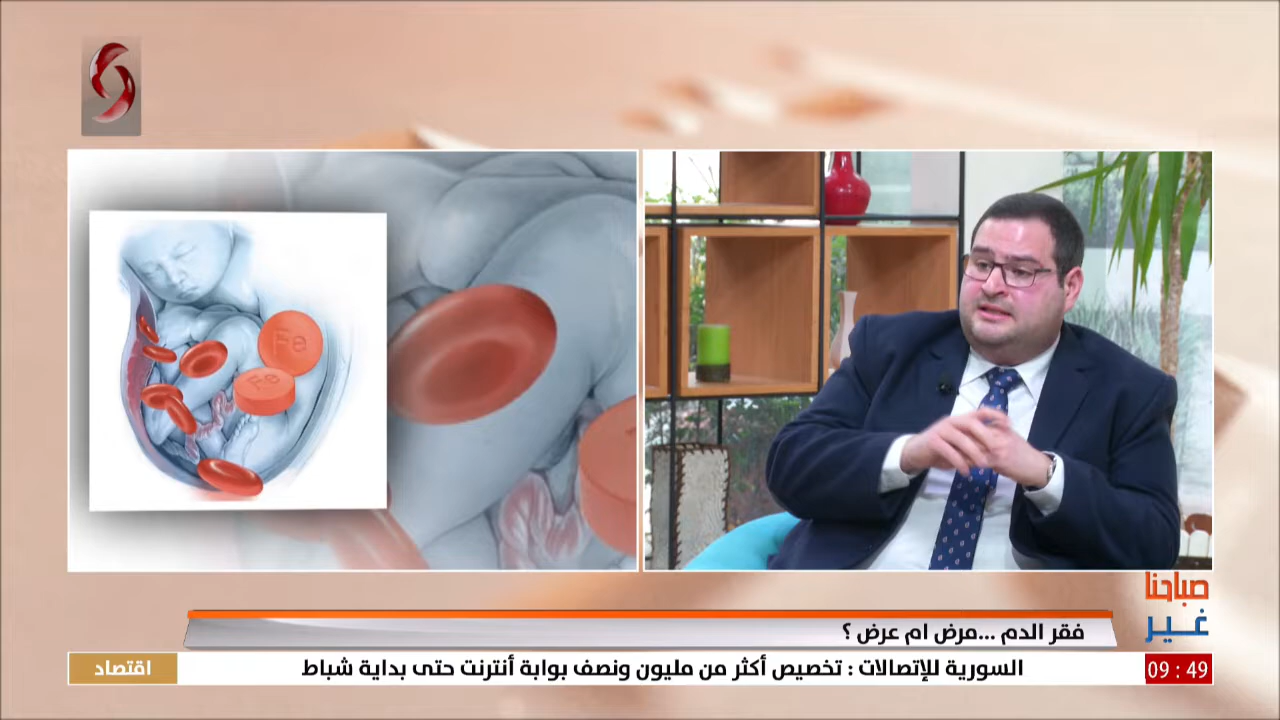 Fe
Fe
صباحنا
غير
فقر الدم ...مرض ام عرض ؟
السورية للإتصالات : تخصيص أكثر من مليون ونصف بوابة أنترنت حتى بداية شباط
اقتصاد
09 : 49